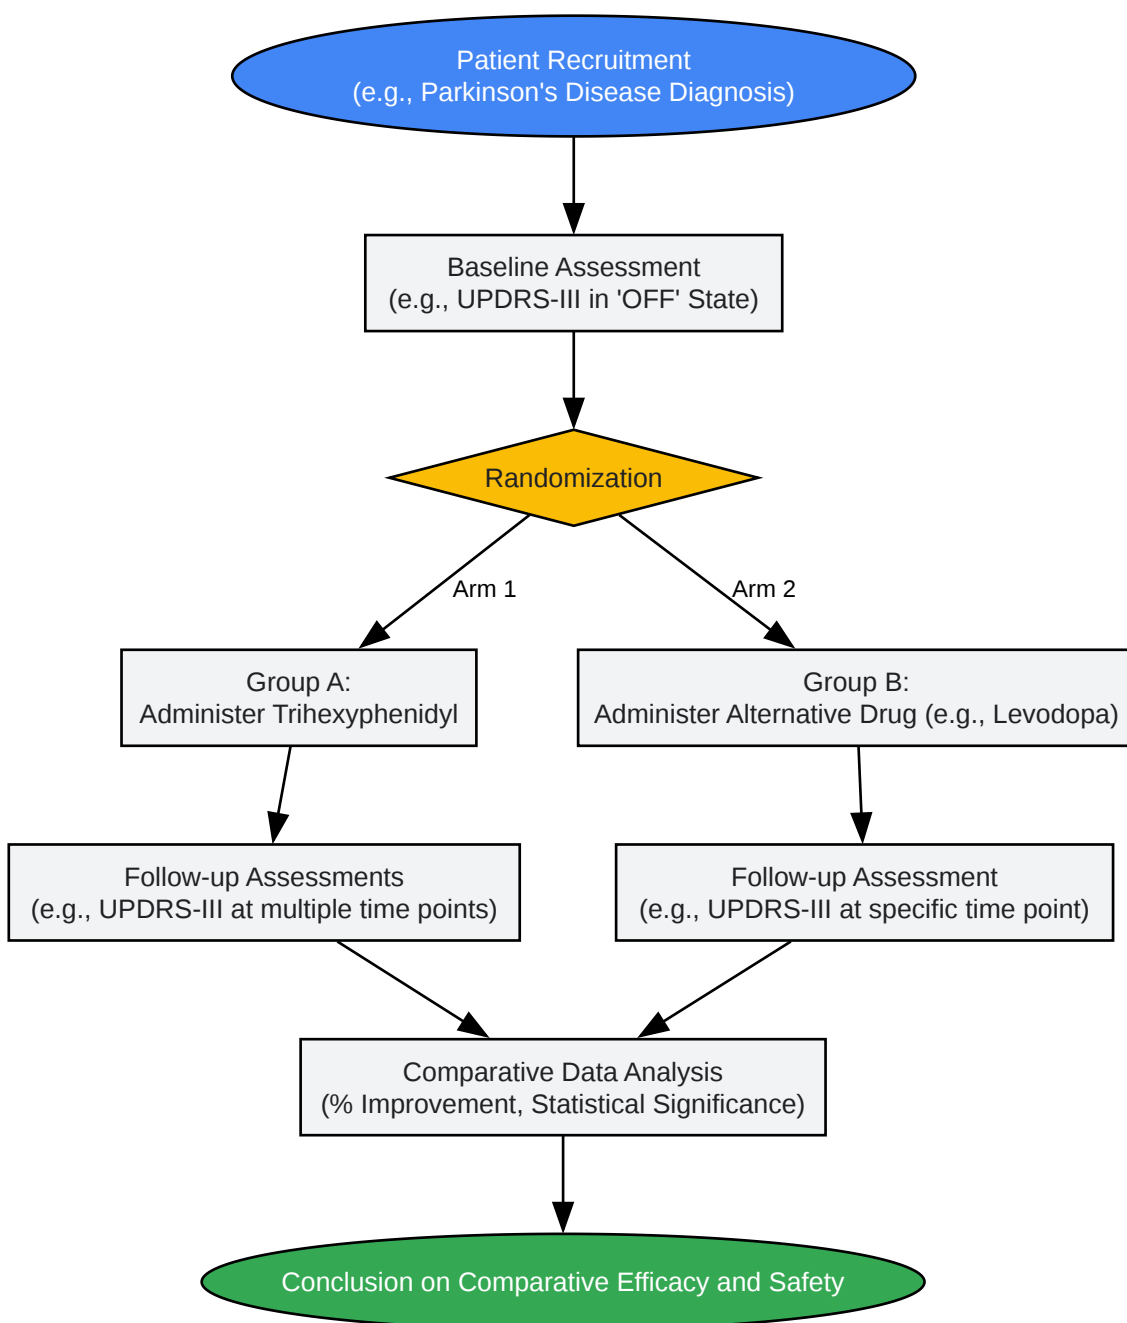 Patient Recruitment
(e.g., Parkinson's Disease Diagnosis)
Baseline Assessment
(e.g., UPDRS-III in 'OFF' State)
Randomization
Arm 1
Arm 2
Group A:
Administer Trihexyphenidyl
Group B:
Administer Alternative Drug (e.g., Levodopa)
Follow-up Assessments
(e.g., UPDRS-III at multiple time points)
Follow-up Assessment
(e.g., UPDRS-III at specific time point)
Comparative Data Analysis
(% Improvement, Statistical Significance)
Conclusion on Comparative Efficacy and Safety